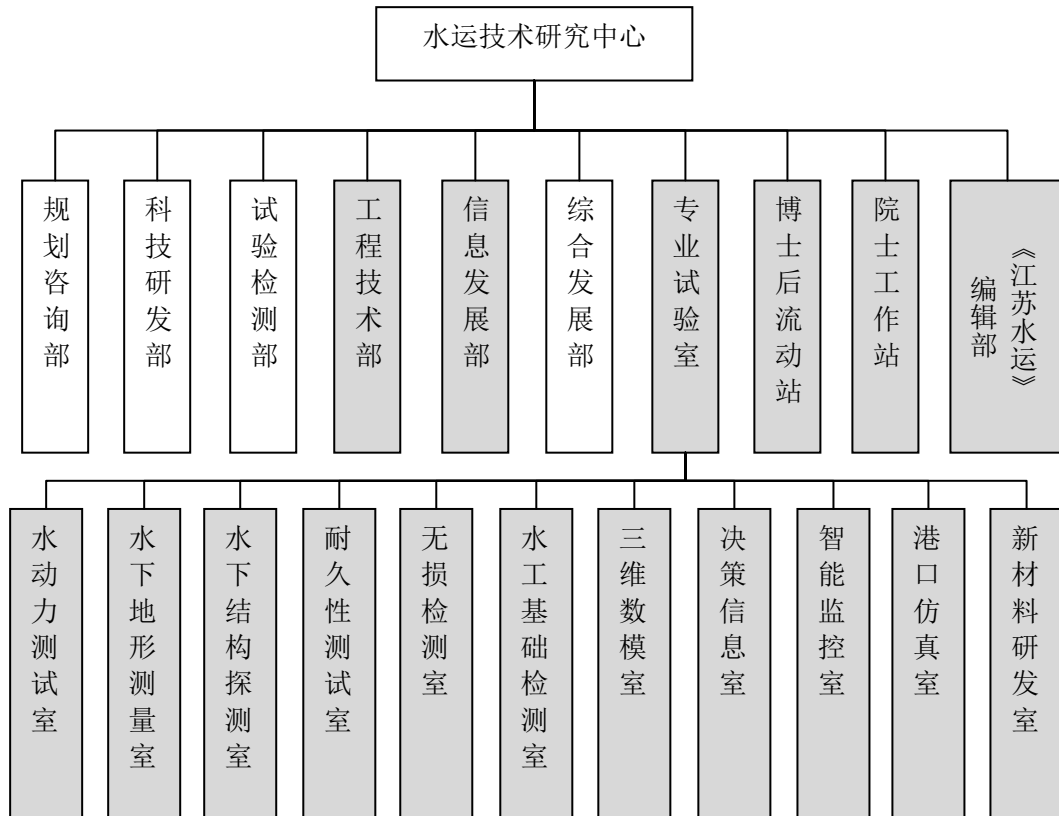 水运技术研究中心
规划咨询部
科技研发部
试验检测部
工程技术部
信息发展部
综合发展部
专业试验室
博士后流动站
院士工作站
《江苏水运》
编辑部
水动力测试室
水下地形测量室
水下结构探测室
耐久性测试室
无损检测室
水工基础检测室
三维数模室
决策信息室
智能监控室
港口仿真室
新材料研发室